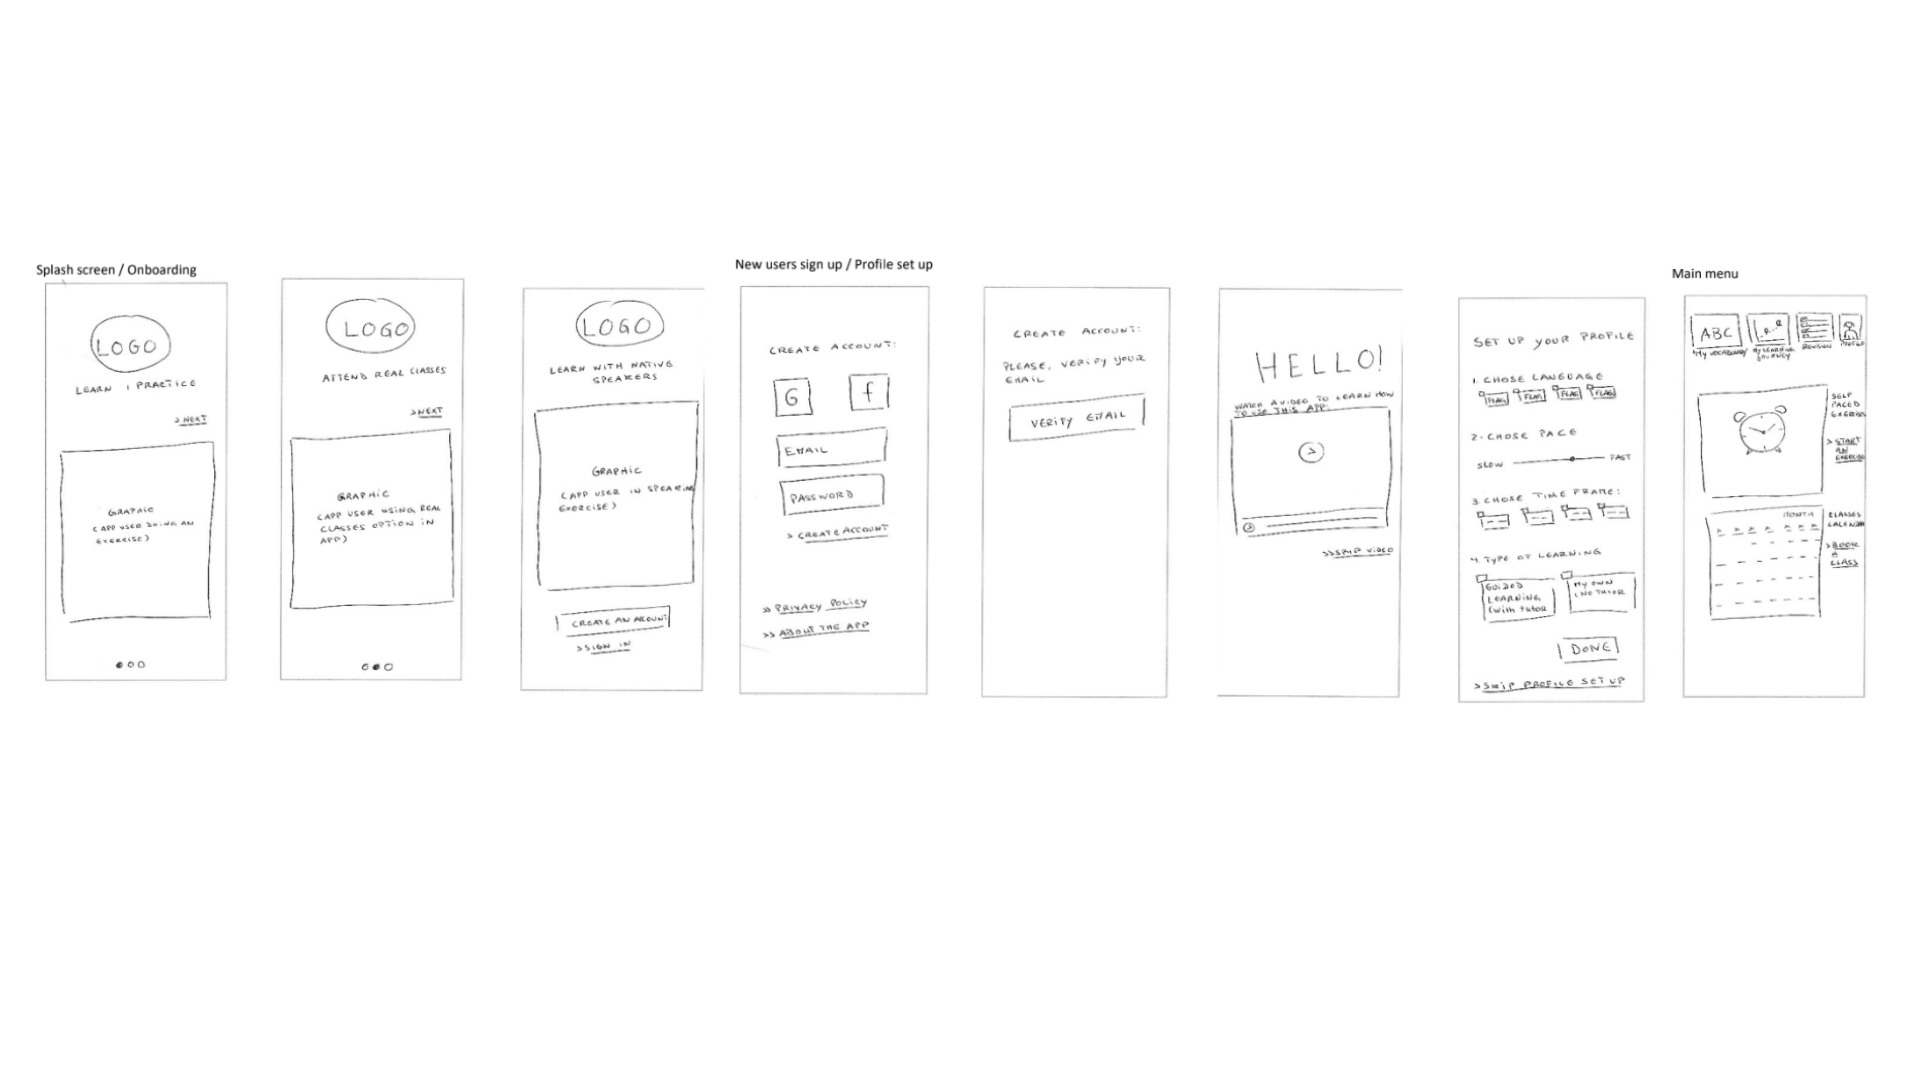 Splash screen / Onboarding
LOGO
LEARN & PRACTICE
> NEXT
GRAPHIC
(APP USER DOING AN
EXERCISE)
LOGO
ATTEND REAL CLASSES
> NEXT
GRAPHIC
(APP USER USING REAL
CLASSES OPTION IN
APP)
LOGO
LEARN WITH NATIVE
SPEAKERS
GRAPHIC
(APP USER IN SPEAKING
EXERCISE)
CREATE AN ACCOUNT
> SIGN IN
New users sign up / Profile set up
CREATE ACCOUNT:
G
f
EMAIL
PASSWORD
> CREATE ACCOUNT
>> PRIVACY POLICY
>> ABOUT THE APP
CREATE ACCOUNT:
PLEASE, VERIFY YOUR
EMAIL
VERIFY EMAIL
HELLO!
WATCH A VIDEO TO LEARN HOW
TO USE THIS APP:
>> SKIP VIDEO
SET UP YOUR PROFILE
1. CHOSE LANGUAGE
FLAG FLAG FLAG FLAG
2. CHOSE PACE
SLOW FAST
3. CHOSE TIME FRAME:
4. TYPE OF LEARNING
GUIDED
LEARNING
(with tutor
My own
(NO TUTOR
DONE
> SKIP PROFILE SET UP
Main menu
ABC
My VOCABULARY
My LEARNING
JOURNEY
REVISION
PROFILE
SELF
PACED
EXERCISE
> START
AN
EXERCISE
MONTH
CLASSES
CALENDAR
> BOOK
A
CLASS